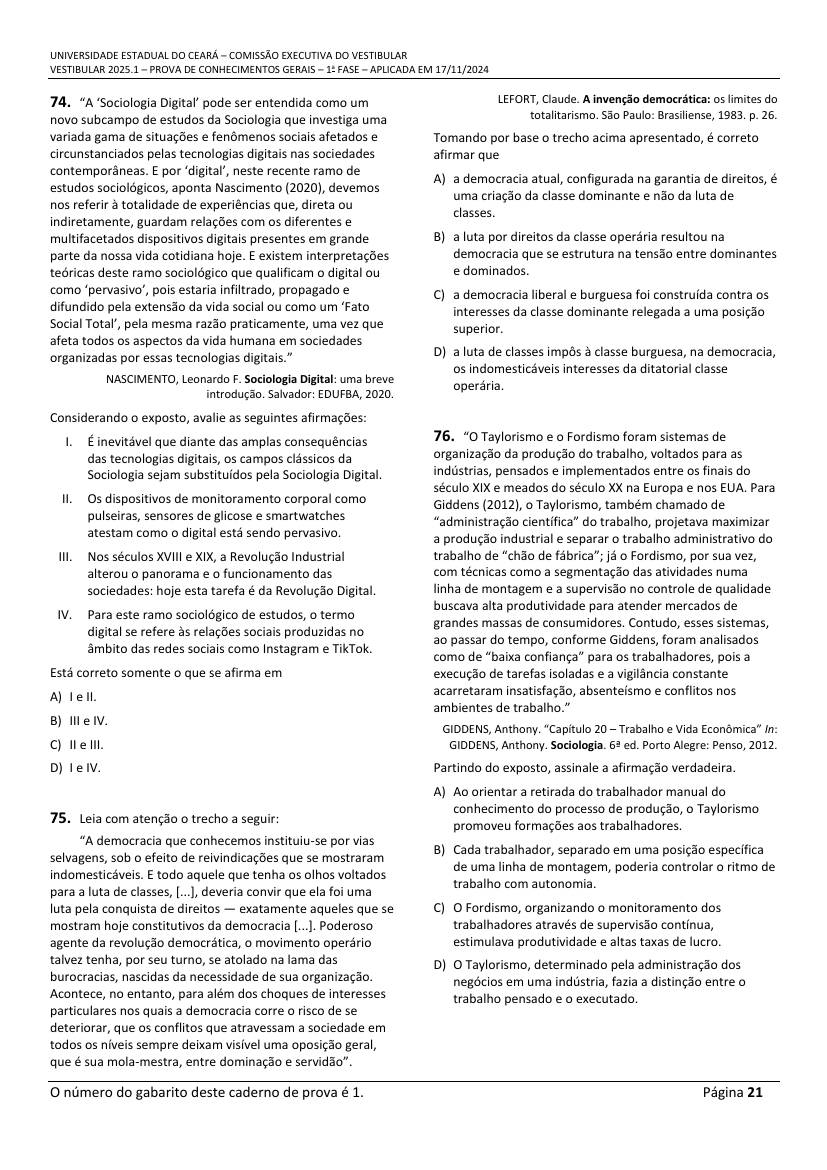 UNIVERSIDADE ESTADUAL DO CEARÁ – COMISSÃO EXECUTIVA DO VESTIBULAR
VESTIBULAR 2025.1 – PROVA DE CONHECIMENTOS GERAIS – 1ª FASE – APLICADA EM 17/11/2024
74. “A ‘Sociologia Digital’ pode ser entendida como um
novo subcampo de estudos da Sociologia que investiga uma
variada gama de situações e fenômenos sociais afetados e
circunstanciados pelas tecnologias digitais nas sociedades
contemporâneas. E por ‘digital’, neste recente ramo de
estudos sociológicos, aponta Nascimento (2020), devemos
nos referir à totalidade de experiências que, direta ou
indiretamente, guardam relações com os diferentes e
multifacetados dispositivos digitais presentes em grande
parte da nossa vida cotidiana hoje. E existem interpretações
teóricas deste ramo sociológico que qualificam o digital ou
como ‘pervasivo’, pois estaria infiltrado, propagado e
difundido pela extensão da vida social ou como um ‘Fato
Social Total’, pela mesma razão praticamente, uma vez que
afeta todos os aspectos da vida humana em sociedades
organizadas por essas tecnologias digitais.”
NASCIMENTO, Leonardo F. Sociologia Digital: uma breve
introdução. Salvador: EDUFBA, 2020.
Considerando o exposto, avalie as seguintes afirmações:
I. É inevitável que diante das amplas consequências
das tecnologias digitais, os campos clássicos da
Sociologia sejam substituídos pela Sociologia Digital.
II. Os dispositivos de monitoramento corporal como
pulseiras, sensores de glicose e smartwatches
atestam como o digital está sendo pervasivo.
III. Nos séculos XVIII e XIX, a Revolução Industrial
alterou o panorama e o funcionamento das
sociedades: hoje esta tarefa é da Revolução Digital.
IV. Para este ramo sociológico de estudos, o termo
digital se refere às relações sociais produzidas no
âmbito das redes sociais como Instagram e TikTok.
Está correto somente o que se afirma em
A) I e II.
B) III e IV.
C) II e III.
D) I e IV.
75. Leia com atenção o trecho a seguir:
“A democracia que conhecemos instituiu-se por vias
selvagens, sob o efeito de reivindicações que se mostraram
indomesticáveis. E todo aquele que tenha os olhos voltados
para a luta de classes, [...], deveria convir que ela foi uma
luta pela conquista de direitos — exatamente aqueles que se
mostram hoje constitutivos da democracia [...]. Poderoso
agente da revolução democrática, o movimento operário
talvez tenha, por seu turno, se atolado na lama das
burocracias, nascidas da necessidade de sua organização.
Acontece, no entanto, para além dos choques de interesses
particulares nos quais a democracia corre o risco de se
deteriorar, que os conflitos que atravessam a sociedade em
todos os níveis sempre deixam visível uma oposição geral,
que é sua mola-mestra, entre dominação e servidão”.
LEFORT, Claude. A invenção democrática: os limites do
totalitarismo. São Paulo: Brasiliense, 1983. p. 26.
Tomando por base o trecho acima apresentado, é correto
afirmar que
A) a democracia atual, configurada na garantia de direitos, é
uma criação da classe dominante e não da luta de
classes.
B) a luta por direitos da classe operária resultou na
democracia que se estrutura na tensão entre dominantes
e dominados.
C) a democracia liberal e burguesa foi construída contra os
interesses da classe dominante relegada a uma posição
superior.
D) a luta de classes impôs à classe burguesa, na democracia,
os indomesticáveis interesses da ditatorial classe
operária.
76. “O Taylorismo e o Fordismo foram sistemas de
organização da produção do trabalho, voltados para as
indústrias, pensados e implementados entre os finais do
século XIX e meados do século XX na Europa e nos EUA. Para
Giddens (2012), o Taylorismo, também chamado de
“administração científica” do trabalho, projetava maximizar
a produção industrial e separar o trabalho administrativo do
trabalho de “chão de fábrica”; já o Fordismo, por sua vez,
com técnicas como a segmentação das atividades numa
linha de montagem e a supervisão no controle de qualidade
buscava alta produtividade para atender mercados de
grandes massas de consumidores. Contudo, esses sistemas,
ao passar do tempo, conforme Giddens, foram analisados
como de “baixa confiança” para os trabalhadores, pois a
execução de tarefas isoladas e a vigilância constante
acarretaram insatisfação, absenteísmo e conflitos nos
ambientes de trabalho.”
GIDDENS, Anthony. “Capítulo 20 – Trabalho e Vida Econômica” In:
GIDDENS, Anthony. Sociologia. 6ª ed. Porto Alegre: Penso, 2012.
Partindo do exposto, assinale a afirmação verdadeira.
A) Ao orientar a retirada do trabalhador manual do
conhecimento do processo de produção, o Taylorismo
promoveu formações aos trabalhadores.
B) Cada trabalhador, separado em uma posição específica
de uma linha de montagem, poderia controlar o ritmo de
trabalho com autonomia.
C) O Fordismo, organizando o monitoramento dos
trabalhadores através de supervisão contínua,
estimulava produtividade e altas taxas de lucro.
D) O Taylorismo, determinado pela administração dos
negócios em uma indústria, fazia a distinção entre o
trabalho pensado e o executado.
O número do gabarito deste caderno de prova é 1.
Página 21